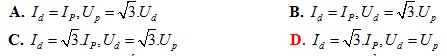 A. I_d = I_P, U_p = √3.U_d B. I_d = I_P, U_d = √3.U_p
C. I_d = √3.I_P, U_d = √3.U_p D. I_d = √3.I_P, U_d = U_p